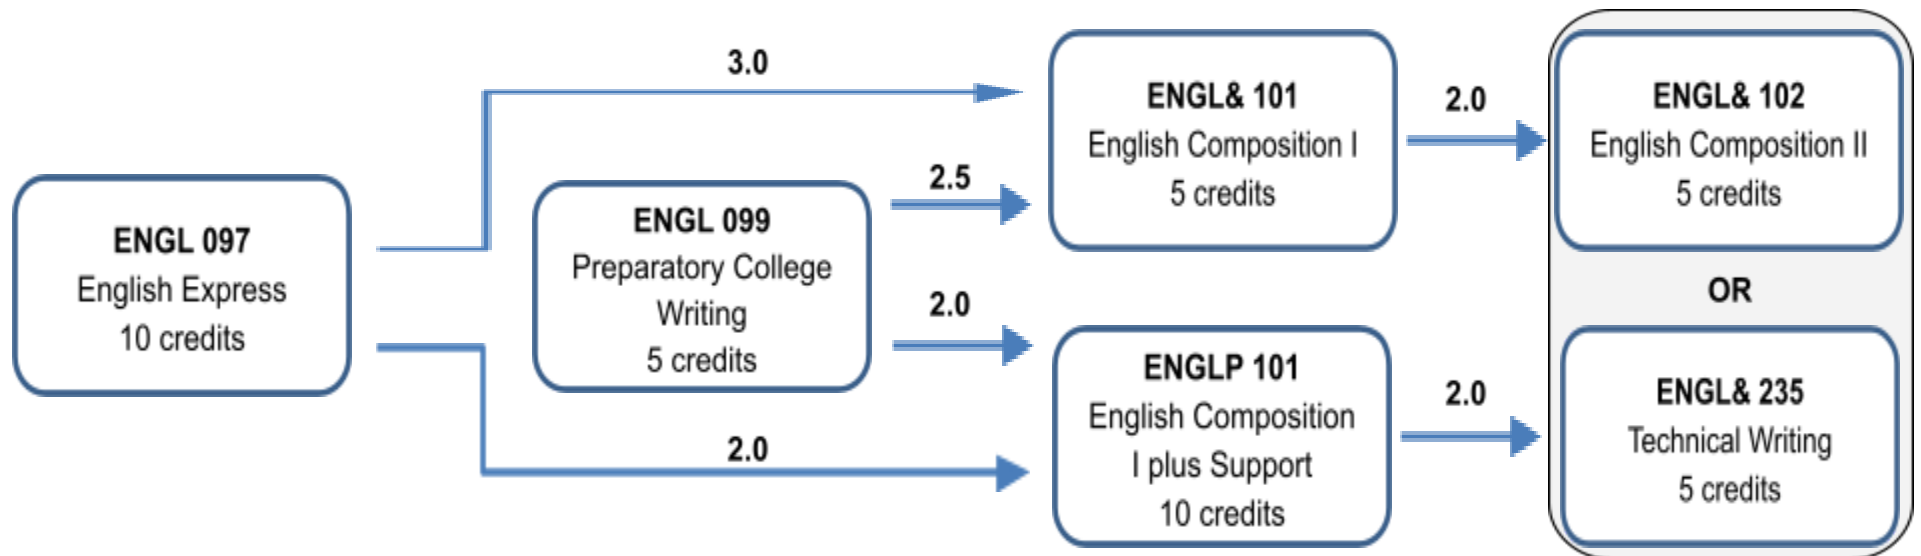 ENGL 097
English Express
10 credits
3.0
2.0
ENGL 099
Preparatory College
Writing
5 credits
2.5
2.0
ENGL& 101
English Composition I
5 credits
2.0
ENGLP 101
English Composition
I plus Support
10 credits
2.0
ENGL& 102
English Composition II
5 credits
OR
ENGL& 235
Technical Writing
5 credits